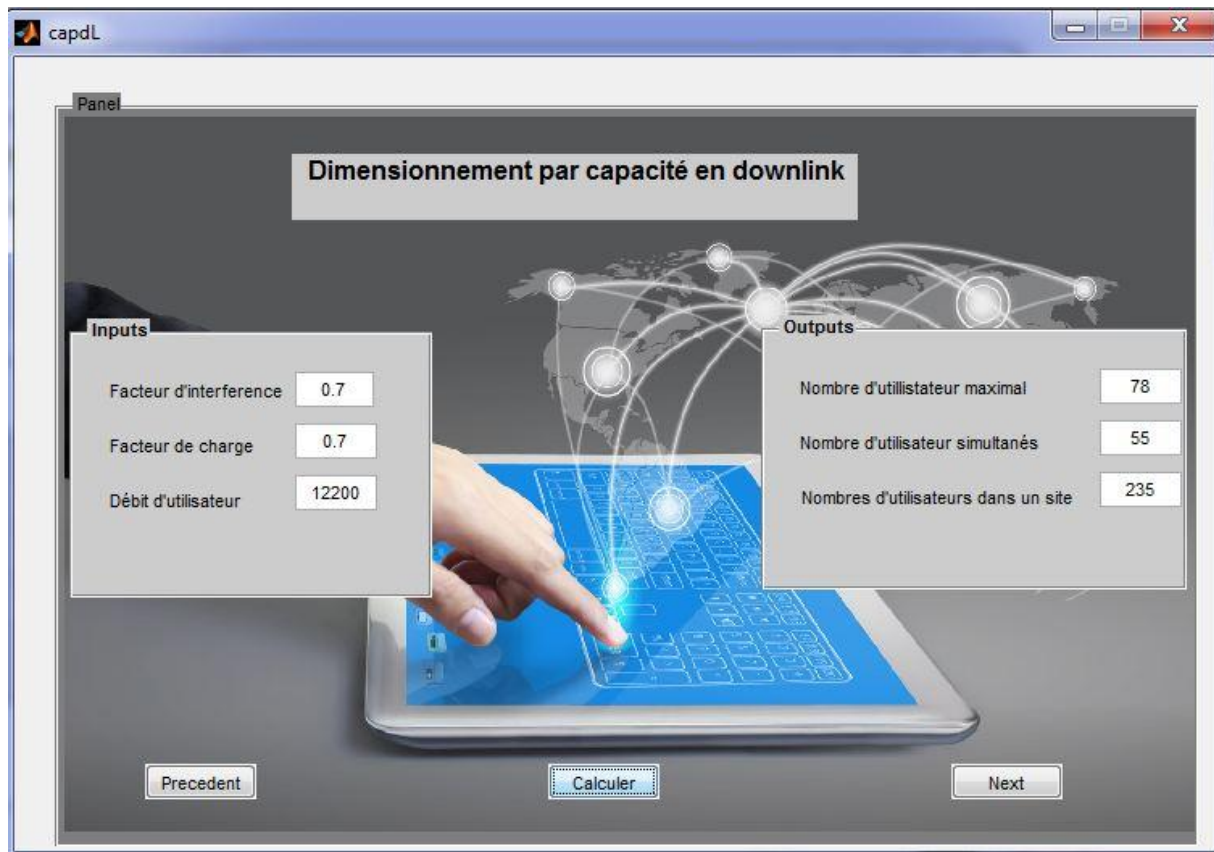 capdL
Panel
Dimensionnement par capacité en downlink
Inputs
Facteur d'interference 0.7
Facteur de charge 0.7
Débit d'utilisateur 12200
Outputs
Nombre d'utillistateur maximal 78
Nombre d'utilisateur simultanés 55
Nombres d'utilisateurs dans un site 235
Precedent
Calculer
Next